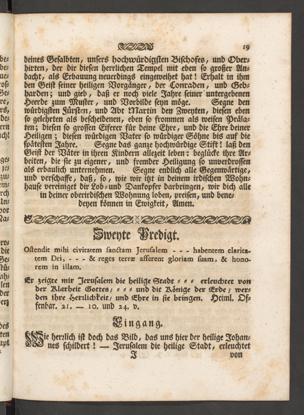 19
deines Gesalbten, unsers hochwürdigsten Bischofes, und Ober-
hirten, der dir diesen herrlichen Tempel mit eben so großer An-
dacht, als Erbauung neuerdings eingeweihet hat! Erhalt in ihm
den Geist seiner heiligen Vorgänger, der Conraden, und Geb-
harden; und gieb, daß er noch viele Jahre seiner untergebenen
Heerde zum Muster, und Vorbilde seyn möge. Segne den
würdigsten Fürsten, und Abt Martin den Zweyten, diesen eben
so gelehrten als bescheidenen, eben so frommen als weisen Präla-
ten; diesen so grossen Eiferer für deine Ehre, und die Ehre deiner
Heiligen; diesen würdigen Vater so würdiger Söhne bis auf die
spätesten Jahre. Segne das ganze hochwürdige Stift! laß den
Geist der Väter in ihren Kindern allezeit leben: beglücke ihre Ar-
beiten, die sie zu eigener, und fremder Heiligung so unverdrossen
als erbaulich unternehmen. Segne endlich alle Gegenwärtige,
und verschaffe, daß, so, wie wir itzt in deinem irdischen Wohn-
hause vereiniget dir Lob- und Dankopfer darbringen, wir dich alle
in deiner oberherrlichen Wohnung loben, preisen, und bene-
deyen können in Ewigkeit, Amen.
Zweyte Predigt.
Ostendit mihi civitatem sanctam Jerusalem - - - habentem clarita-
tem Dei, - - - & reges terræ afferent gloriam suam, & hono-
rem in illam.
Er zeigte mir Jerusalem die heilige Stadt - - - erleuchtet von
der Klarheit Gottes, - - - und die Könige der Erde; wer-
den ihre Herrlichkeit, und Ehre in sie bringen. Heiml. Of-
fenbar. 21. — 10. und 24. v.
Eingang.
Wie herrlich ist doch das Bild, das uns hier der heilige Johan-
nes schildert! — Jerusalem die heilige Stadt, erleuchtet
J von